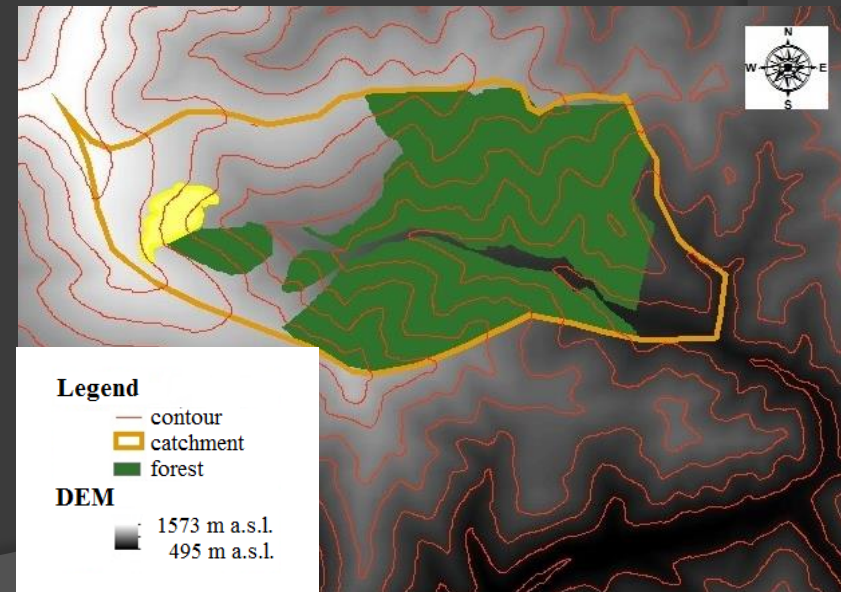 N
W E
S
Legend
contour
catchment
forest
DEM
1573 m a.s.l.
495 m a.s.l.